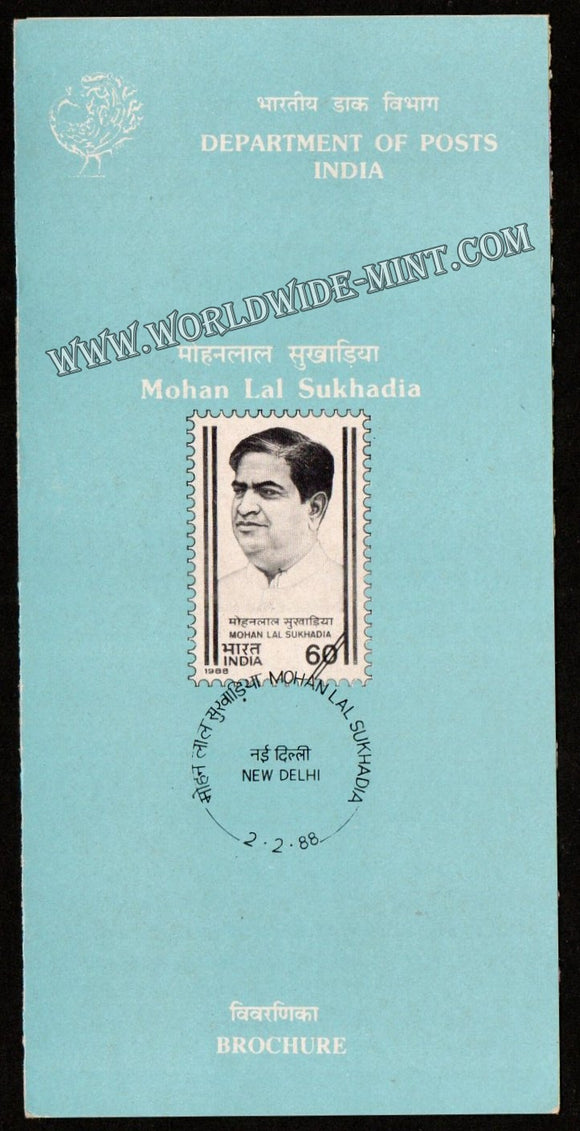 भारतीय डाक विभाग
DEPARTMENT OF POSTS
INDIA
WWW.WORLDWIDE-MINT.COM
मोहनलाल सुखाड़िया
Mohan Lal Sukhadia
मोहनलाल सुखाड़िया
MOHAN LAL SUKHADIA
भारत
INDIA 60
1988
मोहन लाल सुखाड़िया MOHAN LAL SUKHADIA
नई दिल्ली
NEW DELHI
2.2.88
विवरणिका
BROCHURE